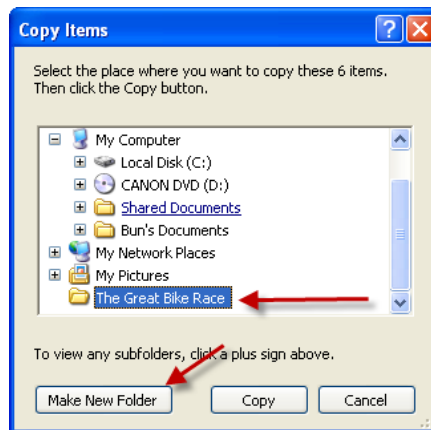 Copy Items
Select the place where you want to copy these 6 items.
Then click the Copy button.
My Computer
Local Disk (C:)
CANON DVD (D:)
Shared Documents
Bun's Documents
My Network Places
My Pictures
The Great Bike Race
To view any subfolders, click a plus sign above.
Make New Folder Copy Cancel